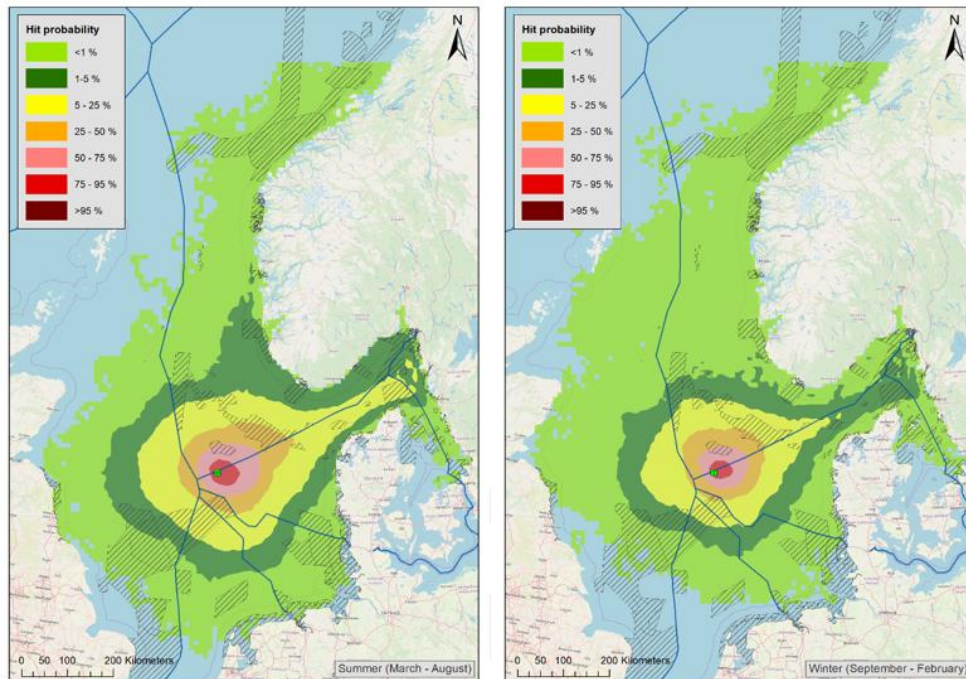 Hit probability
<1 %
1-5 %
5 - 25 %
25 - 50 %
50 - 75 %
75 - 95 %
>95 %
N
0 50 100 200 Kilometers
Summer (March - August)
Hit probability
<1 %
1-5 %
5 - 25 %
25 - 50 %
50 - 75 %
75 - 95 %
>95 %
N
0 50 100 200 Kilometers
Winter (September - February)